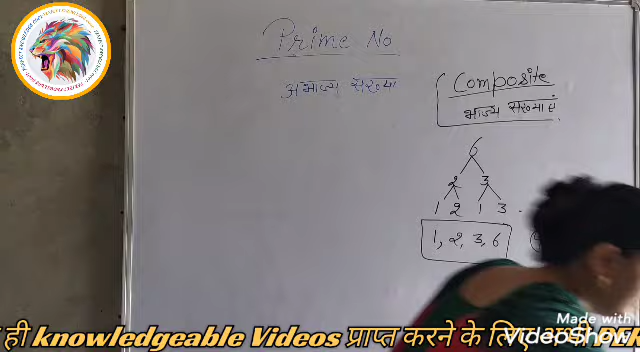 Prime No
अभाज्य संख्या
Composite
भाज्य संख्याएं
6
2 3
1 2 1 3
1, 2, 3, 6
ही knowledgeable Videos प्राप्त करने के लिए अभी
Made with
VideoShow